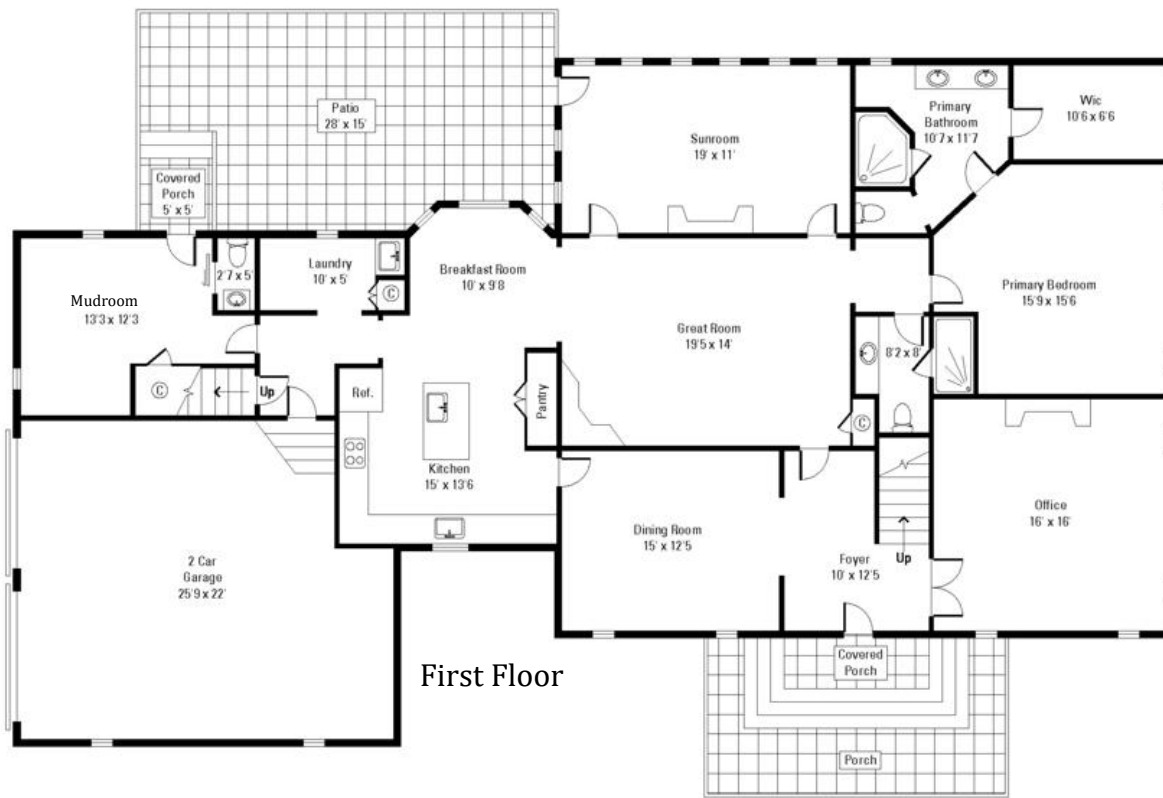 Patio
28' x 15'
Covered
Porch
5' x 5'
Sunroom
19' x 11'
Primary
Bathroom
10'7 x 11'7
Wic
10'6 x 6'6
Mudroom
13'3 x 12'3
2'7 x 5'
Laundry
10' x 5'
C
Breakfast Room
10' x 9'8
Great Room
19'5 x 14'
Primary Bedroom
15'9 x 15'6
8'2 x 8'
C
Up
Ref.
Pantry
C
Kitchen
15' x 13'6
2 Car
Garage
25'9 x 22'
Dining Room
15' x 12'5
Foyer
10' x 12'5
Up
Office
16' x 16'
First Floor
Covered
Porch
Porch